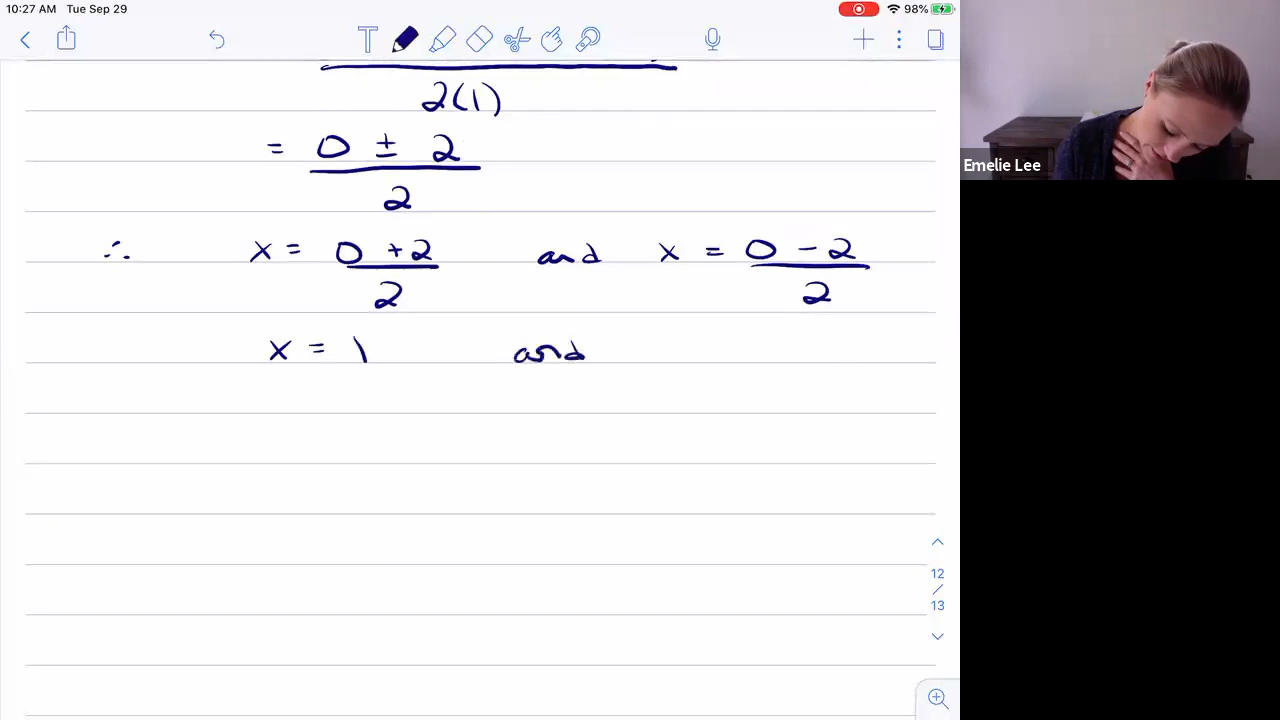 10:27 AM Tue Sep 29
98%
T
2(1)
= 0 ± 2
2
∴ x = 0 + 2 and x = 0 - 2
2 2
x = 1 and
Emelie Lee
12
/
13